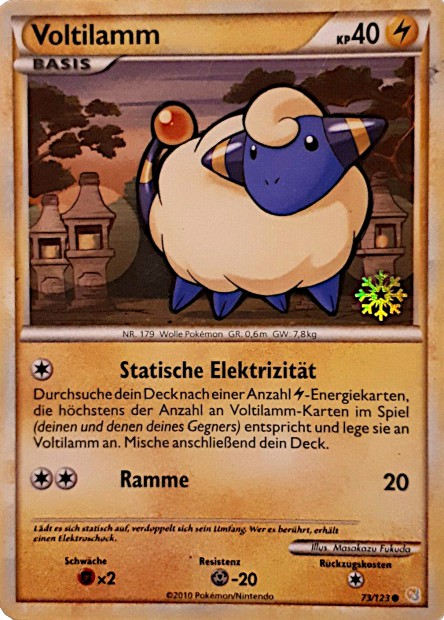 Voltilamm KP40
BASIS
NR. 179 Wolle Pokémon GR: 0,6m GW: 7,8kg
Statische Elektrizität
Durchsuche dein Deck nach einer Anzahl -Energiekarten,
die höchstens der Anzahl an Voltilamm-Karten im Spiel
(deinen und denen deines Gegners) entspricht und lege sie an
Voltilamm an. Mische anschließend dein Deck.
Ramme 20
Lädt es sich statisch auf, verdoppelt sich sein Umfang. Wer es berührt, erhält
einen Elektroschock.
Illus. Masakazu Fukuda
Schwäche Resistenz Rückzugskosten
×2 -20
©2010 Pokémon/Nintendo 73/123